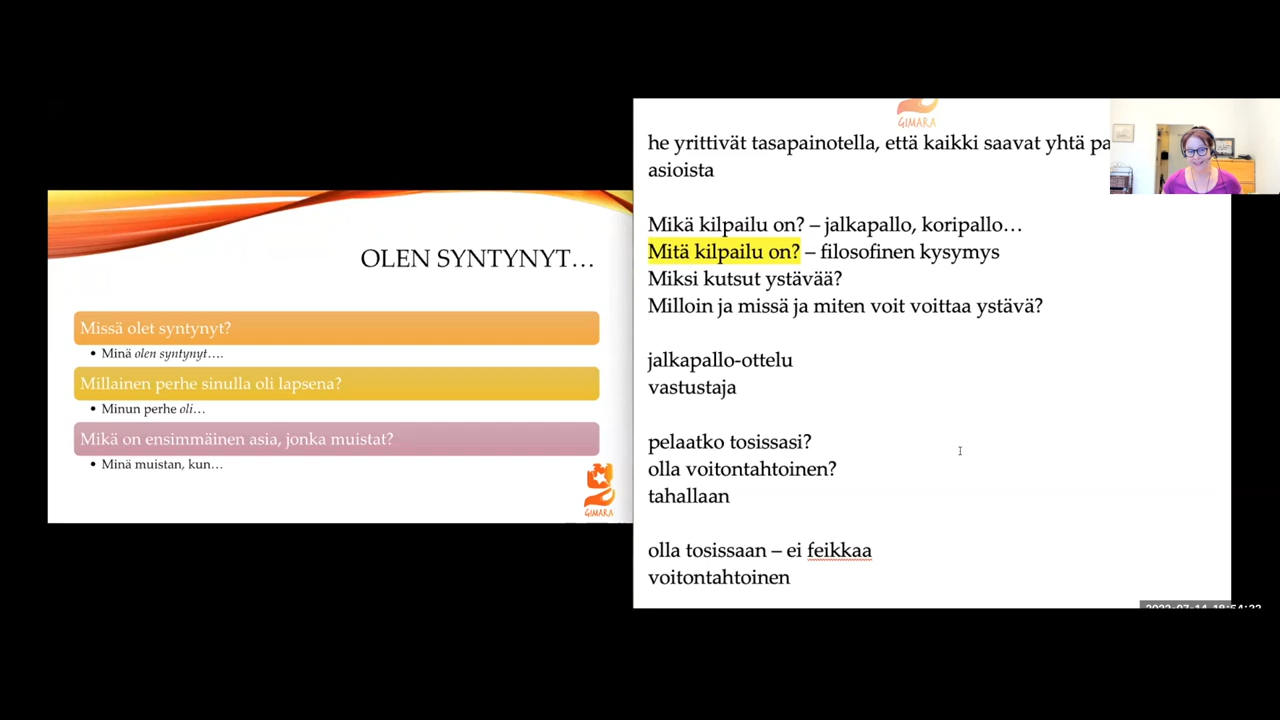 OLEN SYNTYNYT…
Missä olet syntynyt?
• Minä olen syntynyt….
Millainen perhe sinulla oli lapsena?
• Minun perhe oli…
Mikä on ensimmäinen asia, jonka muistat?
• Minä muistan, kun…
GIMARA
GIMARA
he yrittivät tasapainotella, että kaikki saavat yhtä
asioista
Mikä kilpailu on? – jalkapallo, koripallo…
Mitä kilpailu on? – filosofinen kysymys
Miksi kutsut ystävää?
Milloin ja missä ja miten voit voittaa ystävä?
jalkapallo-ottelu
vastustaja
pelaatko tosissasi?
olla voitontahtoinen?
tahallaan
olla tosissaan – ei feikkaa
voitontahtoinen